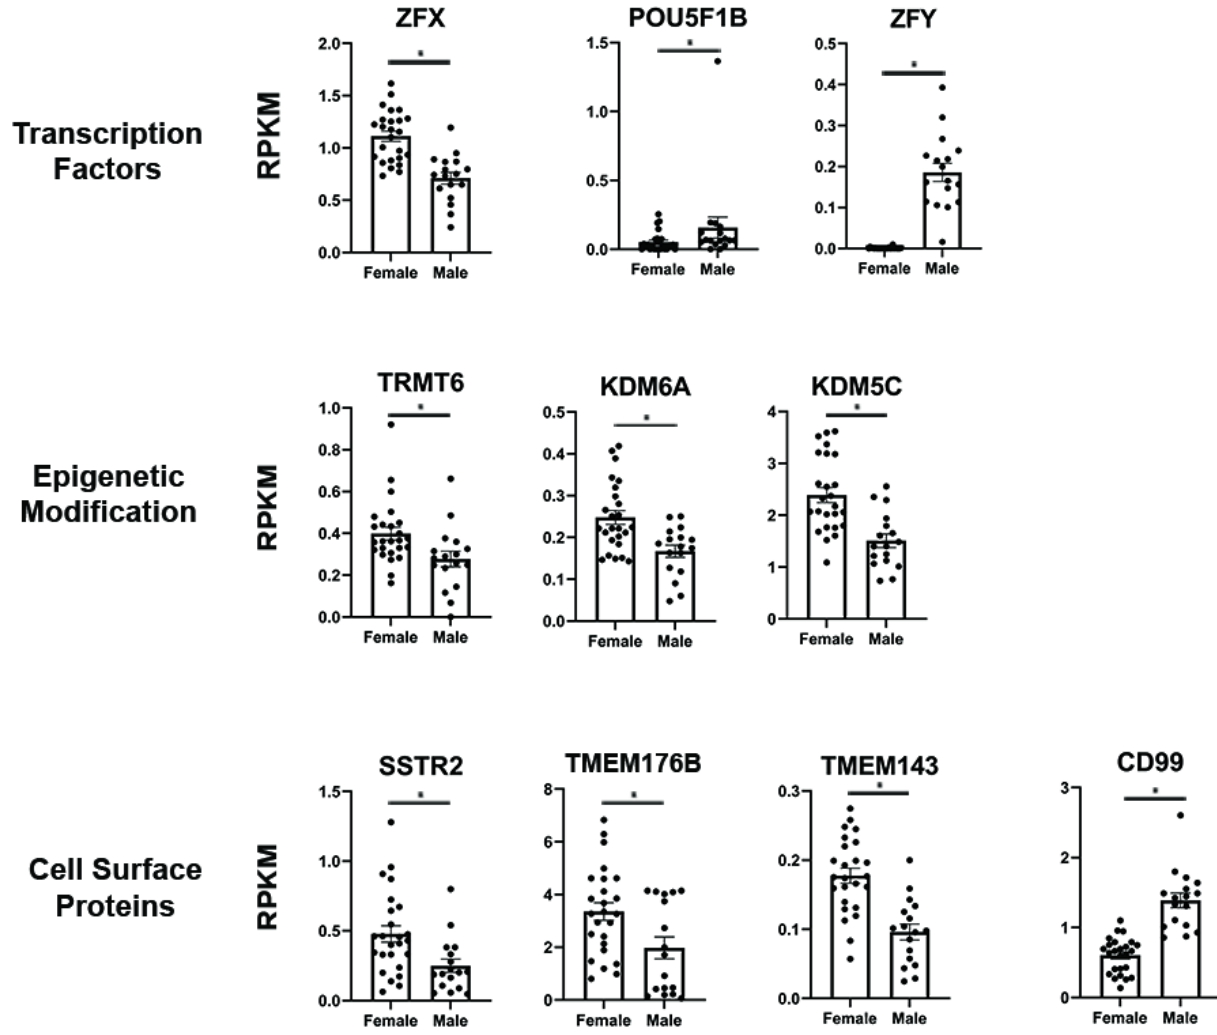 ZFX
POU5F1B
ZFY
Transcription
Factors
RPKM
2.0
1.5
1.0
0.5
0.0
*
Female
Male
1.5
1.0
0.5
0.0
*
Female
Male
0.5
0.4
0.3
0.2
0.1
0.0
*
Female
Male
TRMT6
KDM6A
KDM5C
Epigenetic
Modification
RPKM
1.0
0.8
0.6
0.4
0.2
0.0
*
Female
Male
0.5
0.4
0.3
0.2
0.1
0.0
*
Female
Male
4
3
2
1
0
*
Female
Male
SSTR2
TMEM176B
TMEM143
CD99
Cell Surface
Proteins
RPKM
1.5
1.0
0.5
0.0
*
Female
Male
8
6
4
2
0
*
Female
Male
0.3
0.2
0.1
0.0
*
Female
Male
3
2
1
0
*
Female
Male